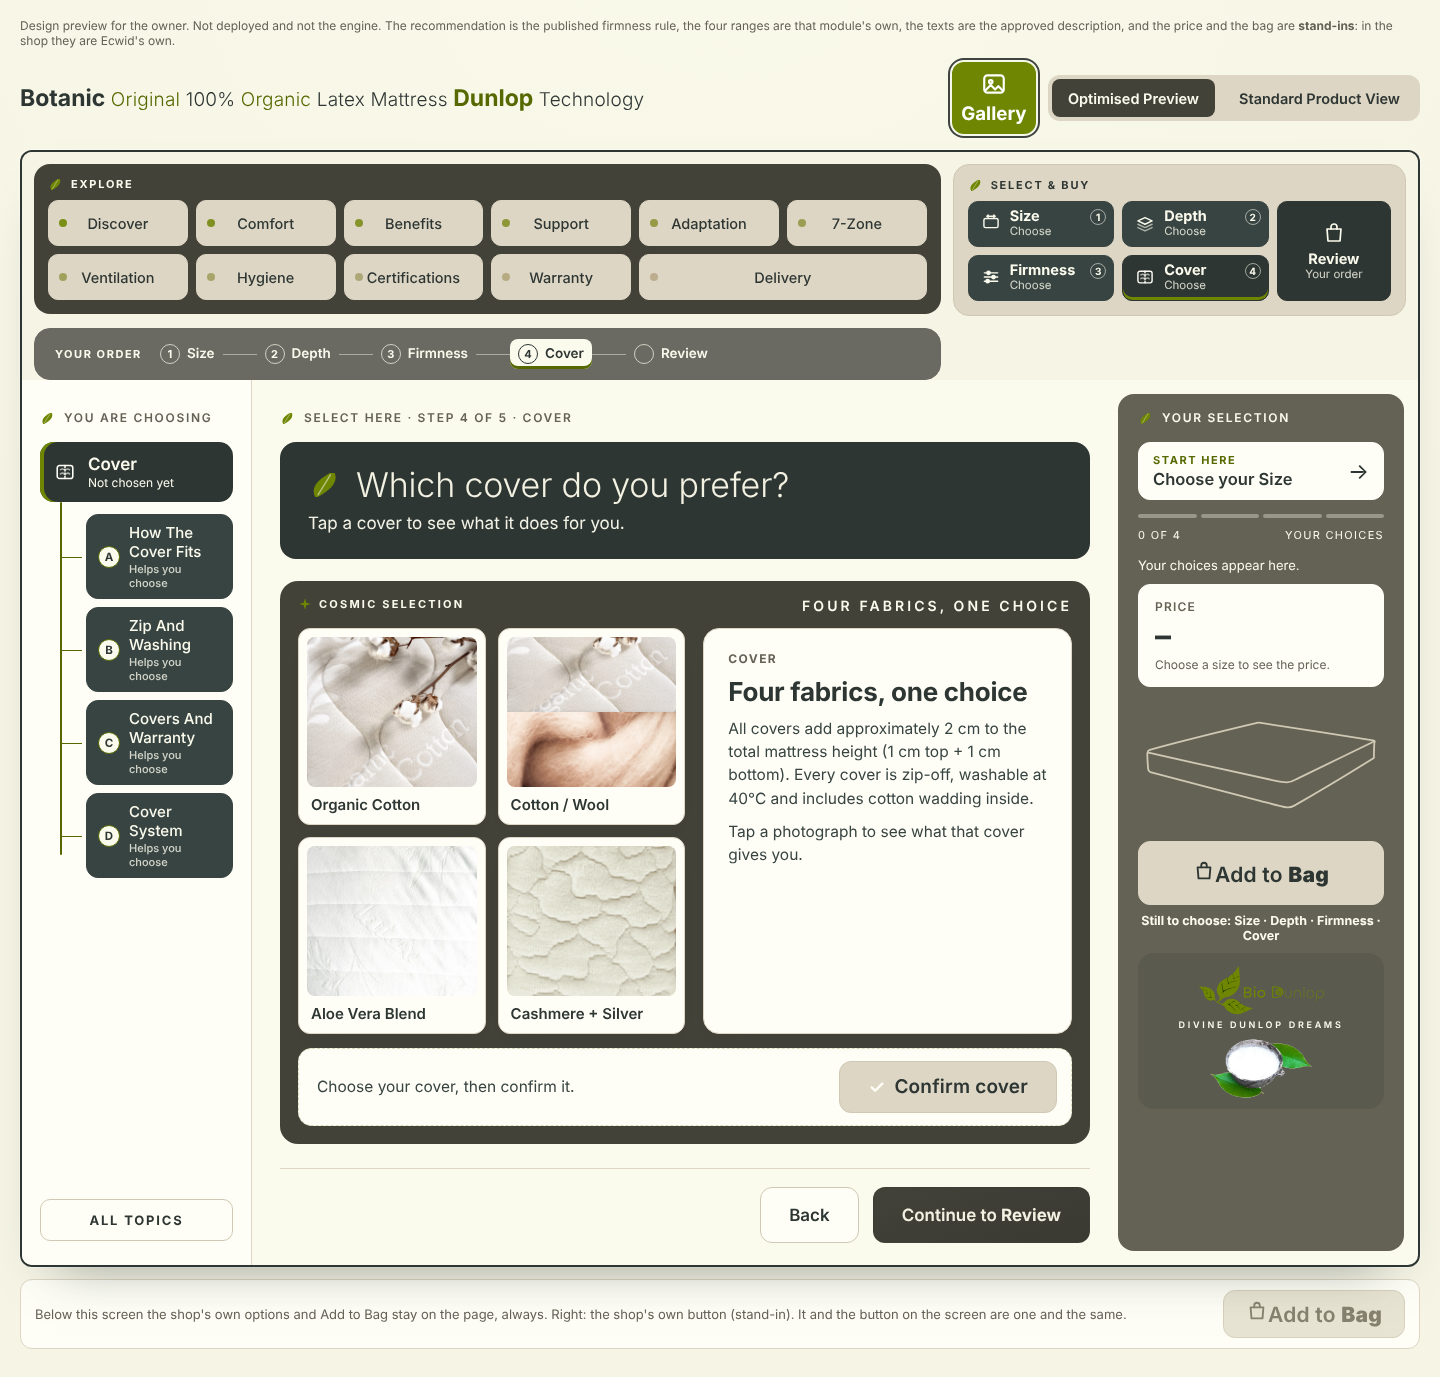 Design preview for the owner. Not deployed and not the engine. The recommendation is the published firmness rule, the four ranges are that module's own, the texts are the approved description, and the price and the bag are stand-ins: in the
shop they are Ecwid's own.
Botanic Original 100% Organic Latex Mattress Dunlop Technology
Gallery
Optimised Preview
Standard Product View
EXPLORE
Discover
Comfort
Benefits
Support
Adaptation
7-Zone
Ventilation
Hygiene
Certifications
Warranty
Delivery
SELECT & BUY
Size
Choose
1
Depth
Choose
2
Firmness
Choose
3
Cover
Choose
4
Review
Your order
YOUR ORDER
1 Size
2 Depth
3 Firmness
4 Cover
Review
YOU ARE CHOOSING
Cover
Not chosen yet
A
How The
Cover Fits
Helps you
choose
B
Zip And
Washing
Helps you
choose
C
Covers And
Warranty
Helps you
choose
D
Cover
System
Helps you
choose
ALL TOPICS
SELECT HERE · STEP 4 OF 5 · COVER
Which cover do you prefer?
Tap a cover to see what it does for you.
COSMIC SELECTION
FOUR FABRICS, ONE CHOICE
Cotton
Organic Cotton
Cotton
Cotton / Wool
Aloe Vera Blend
Cashmere + Silver
COVER
Four fabrics, one choice
All covers add approximately 2 cm to the
total mattress height (1 cm top + 1 cm
bottom). Every cover is zip-off, washable at
40°C and includes cotton wadding inside.
Tap a photograph to see what that cover
gives you.
Choose your cover, then confirm it.
Confirm cover
Back
Continue to Review
YOUR SELECTION
START HERE
Choose your Size
0 OF 4
YOUR CHOICES
Your choices appear here.
PRICE
–
Choose a size to see the price.
Add to Bag
Still to choose: Size · Depth · Firmness ·
Cover
Bio Dunlop
DIVINE DUNLOP DREAMS
Below this screen the shop's own options and Add to Bag stay on the page, always. Right: the shop's own button (stand-in). It and the button on the screen are one and the same.
Add to Bag